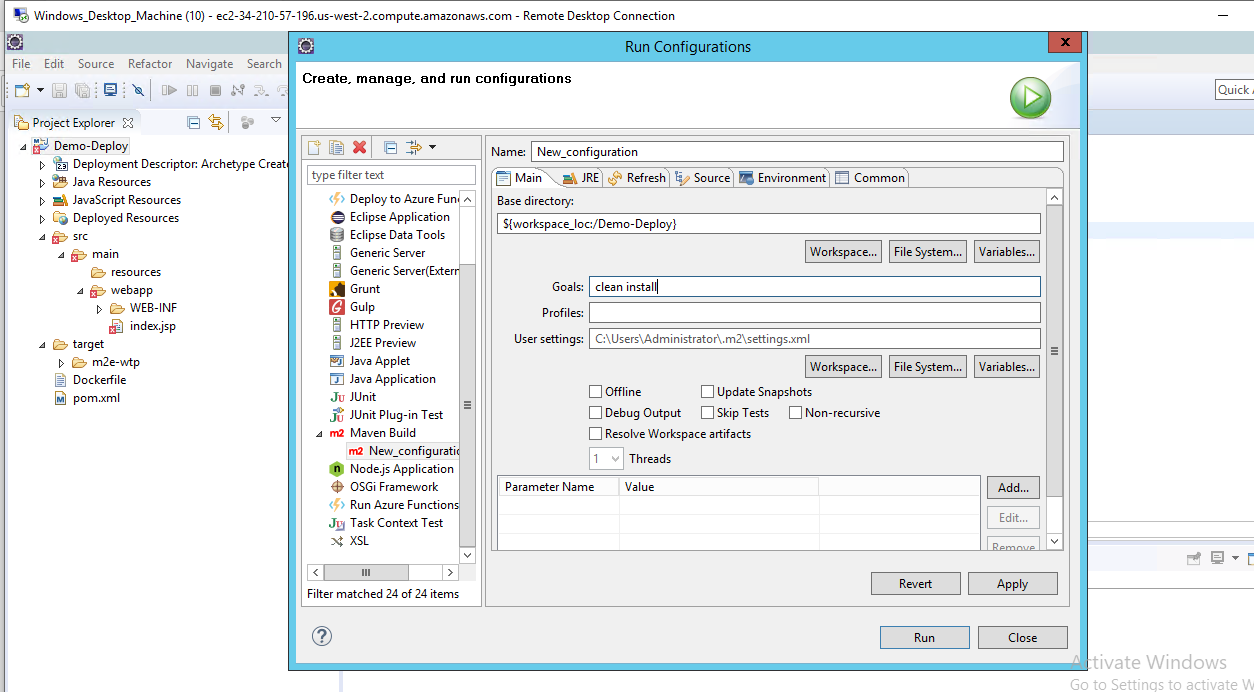 Windows_Desktop_Machine (10) - ec2-34-210-57-196.us-west-2.compute.amazonaws.com - Remote Desktop Connection
Run Configurations
File Edit Source Refactor Navigate Search
Create, manage, and run configurations
Quick
Project Explorer
Demo-Deploy
Deployment Descriptor: Archetype Create
Java Resources
JavaScript Resources
Deployed Resources
src
main
resources
webapp
WEB-INF
index.jsp
target
m2e-wtp
Dockerfile
pom.xml
type filter text
Deploy to Azure Fun
Eclipse Application
Eclipse Data Tools
Generic Server
Generic Server(Extern
Grunt
Gulp
HTTP Preview
J2EE Preview
Java Applet
Java Application
JUnit
JUnit Plug-in Test
m2 Maven Build
m2 New_configuratio
Node.js Application
OSGi Framework
Run Azure Functions
Task Context Test
XSL
Filter matched 24 of 24 items
Name: New_configuration
Main JRE Refresh Source Environment Common
Base directory:
${workspace_loc:/Demo-Deploy}
Workspace... File System... Variables...
Goals: clean install
Profiles:
User settings: C:\Users\Administrator\.m2\settings.xml
Workspace... File System... Variables...
Offline Update Snapshots
Debug Output Skip Tests Non-recursive
Resolve Workspace artifacts
1 Threads
Parameter Name Value
Add...
Edit...
Remove
Revert Apply
Run Close
Activate Windows
Go to Settings to activate W